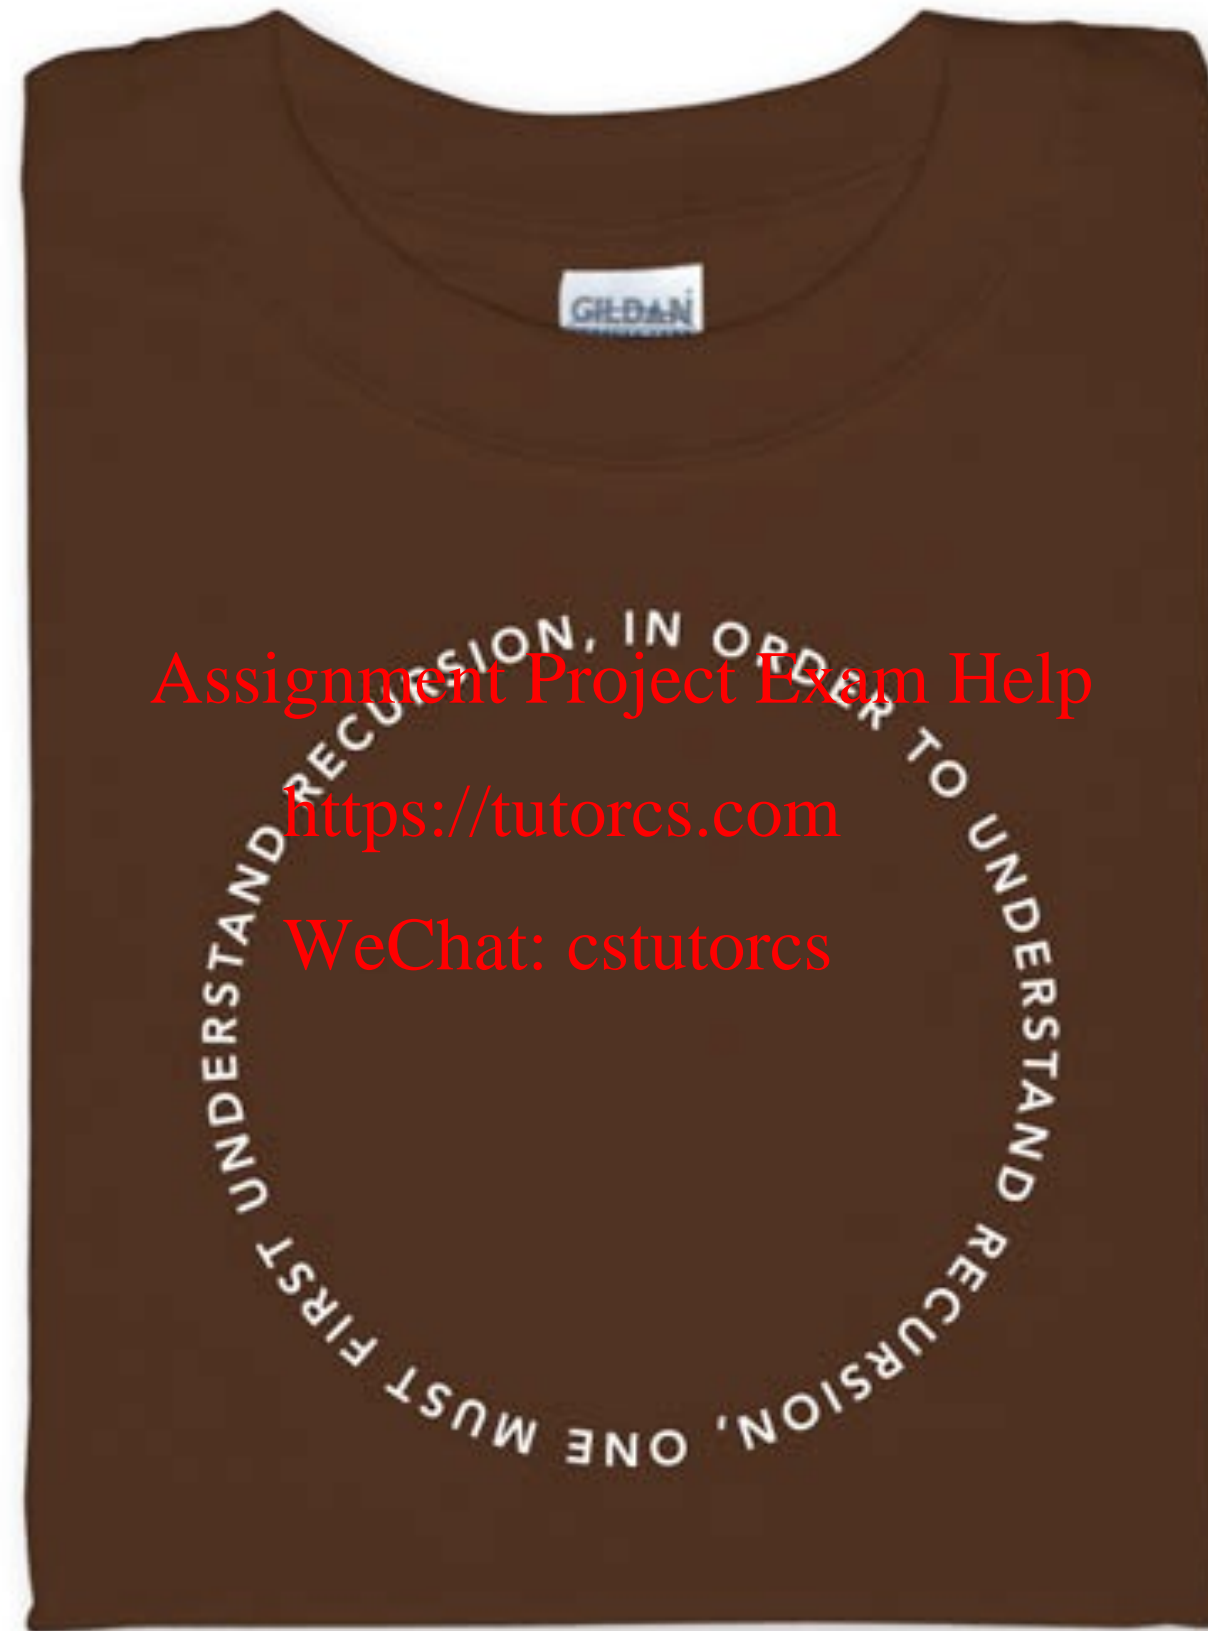 GILDAN
IN ORDER TO UNDERSTAND RECURSION, ONE MUST FIRST UNDERSTAND RECURSION,
Assignment Project Exam Help
https://tutorcs.com
WeChat: cstutorcs